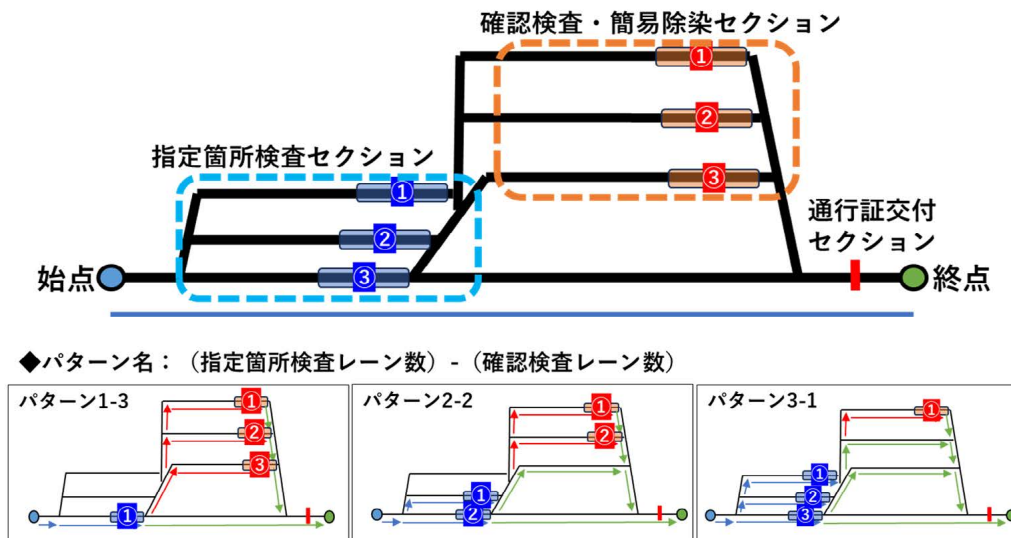 確認検査・簡易除染セクション
①
②
指定箇所検査セクション
③
①
②
③
通行証交付
セクション
始点
終点
◆パターン名：（指定箇所検査レーン数）-（確認検査レーン数）
パターン1-3
①
②
③
①
パターン2-2
①
②
①
②
パターン3-1
①
①
②
③